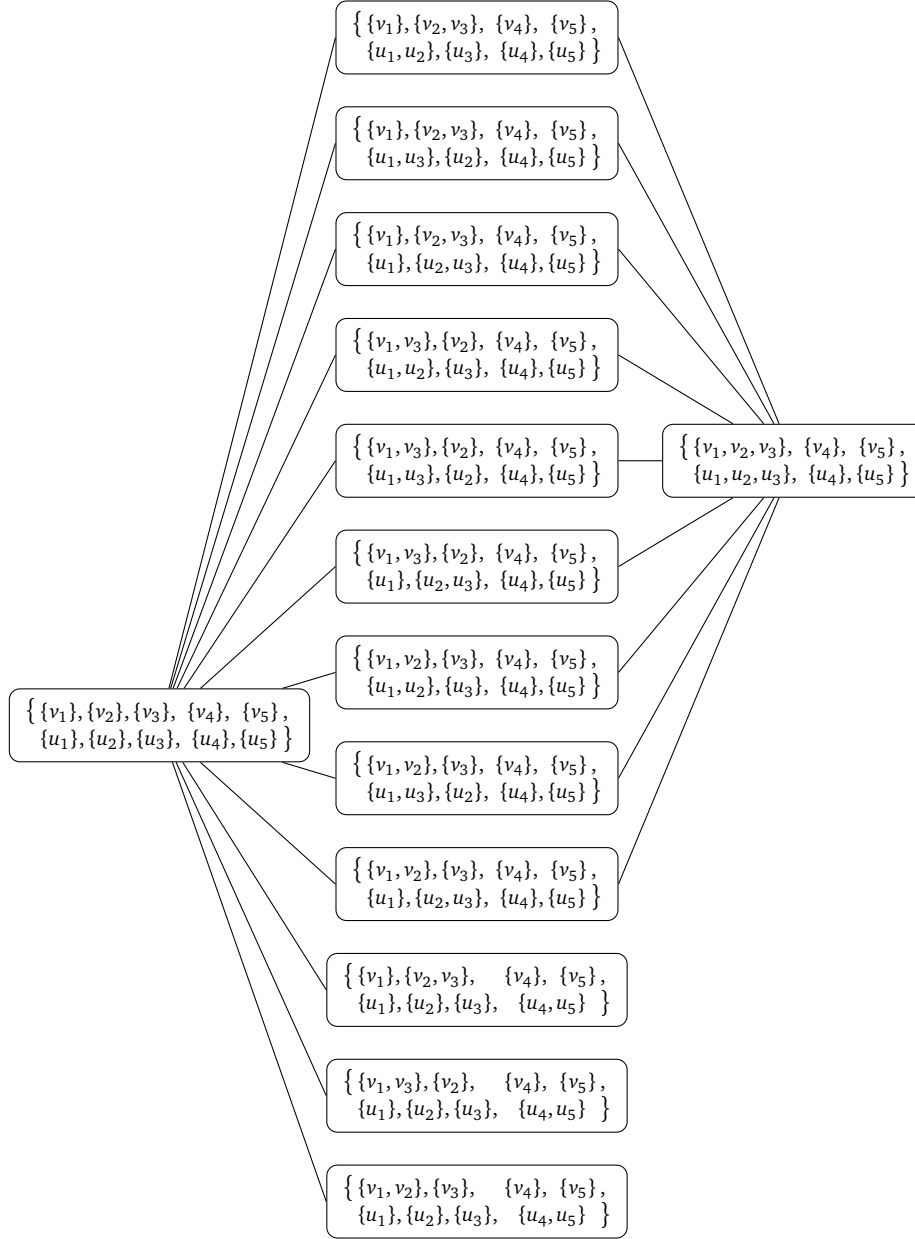 { {v₁}, {v₂, v₃}, {v₄}, {v₅},
{u₁, u₂}, {u₃}, {u₄}, {u₅} }
{ {v₁}, {v₂, v₃}, {v₄}, {v₅},
{u₁, u₃}, {u₂}, {u₄}, {u₅} }
{ {v₁}, {v₂, v₃}, {v₄}, {v₅},
{u₁}, {u₂, u₃}, {u₄}, {u₅} }
{ {v₁, v₃}, {v₂}, {v₄}, {v₅},
{u₁, u₂}, {u₃}, {u₄}, {u₅} }
{ {v₁, v₃}, {v₂}, {v₄}, {v₅},
{u₁, u₃}, {u₂}, {u₄}, {u₅} }
{ {v₁, v₂, v₃}, {v₄}, {v₅},
{u₁, u₂, u₃}, {u₄}, {u₅} }
{ {v₁, v₃}, {v₂}, {v₄}, {v₅},
{u₁}, {u₂, u₃}, {u₄}, {u₅} }
{ {v₁, v₂}, {v₃}, {v₄}, {v₅},
{u₁, u₂}, {u₃}, {u₄}, {u₅} }
{ {v₁}, {v₂}, {v₃}, {v₄}, {v₅},
{u₁}, {u₂}, {u₃}, {u₄}, {u₅} }
{ {v₁, v₂}, {v₃}, {v₄}, {v₅},
{u₁, u₃}, {u₂}, {u₄}, {u₅} }
{ {v₁, v₂}, {v₃}, {v₄}, {v₅},
{u₁}, {u₂, u₃}, {u₄}, {u₅} }
{ {v₁}, {v₂, v₃}, {v₄}, {v₅},
{u₁}, {u₂}, {u₃}, {u₄, u₅} }
{ {v₁, v₃}, {v₂}, {v₄}, {v₅},
{u₁}, {u₂}, {u₃}, {u₄, u₅} }
{ {v₁, v₂}, {v₃}, {v₄}, {v₅},
{u₁}, {u₂}, {u₃}, {u₄, u₅} }